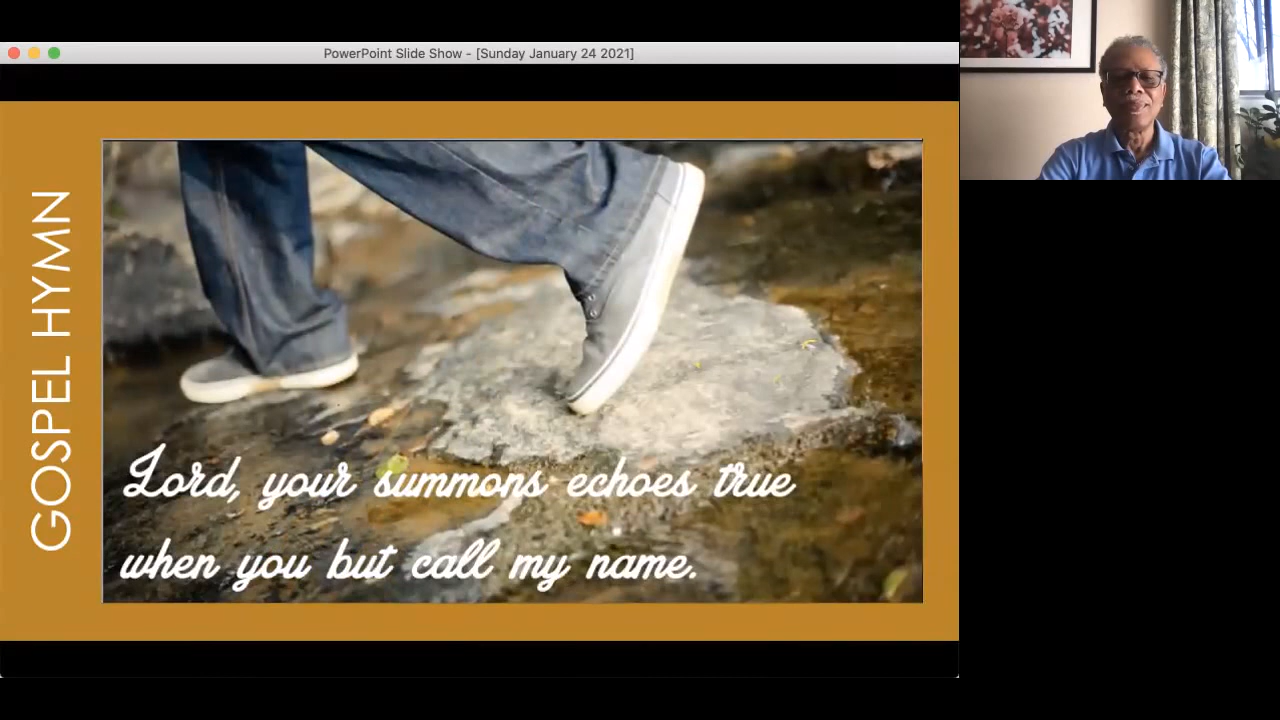 PowerPoint Slide Show - [Sunday January 24 2021]
GOSPEL HYMN
Lord, your summons echoes true
when you but call my name.